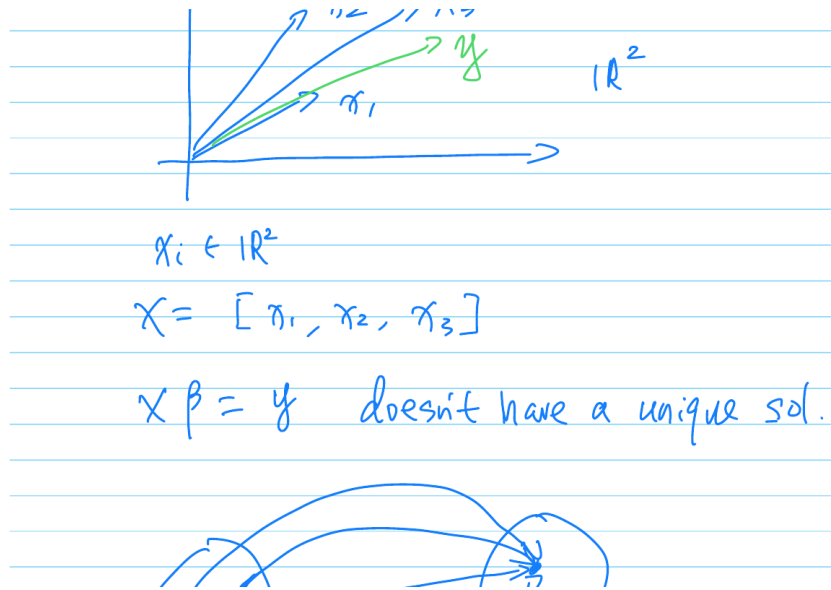 y
x₁
ℝ²
xᵢ ∈ ℝ²
X = [x₁, x₂, x₃]
Xβ = y doesn't have a unique sol.